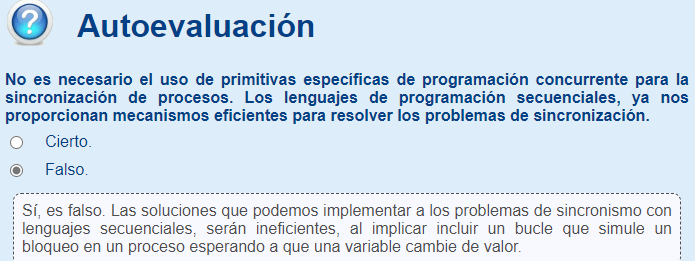 Autoevaluación
No es necesario el uso de primitivas específicas de programación concurrente para la
sincronización de procesos. Los lenguajes de programación secuenciales, ya nos
proporcionan mecanismos eficientes para resolver los problemas de sincronización.
Cierto.
Falso.
Sí, es falso. Las soluciones que podemos implementar a los problemas de sincronismo con
lenguajes secuenciales, serán ineficientes, al implicar incluir un bucle que simule un
bloqueo en un proceso esperando a que una variable cambie de valor.